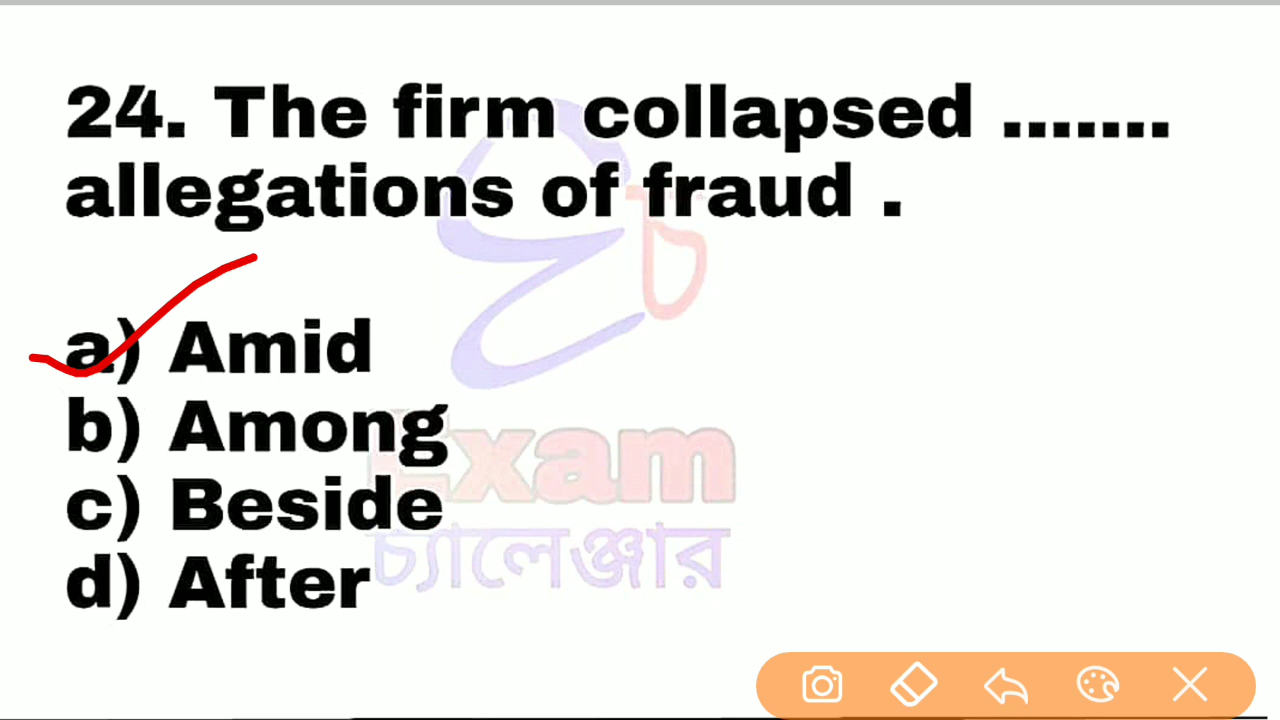 24. The firm collapsed .......
allegations of fraud .
a) Amid
b) Among
c) Beside
d) After
Exam
চ্যালেঞ্জার